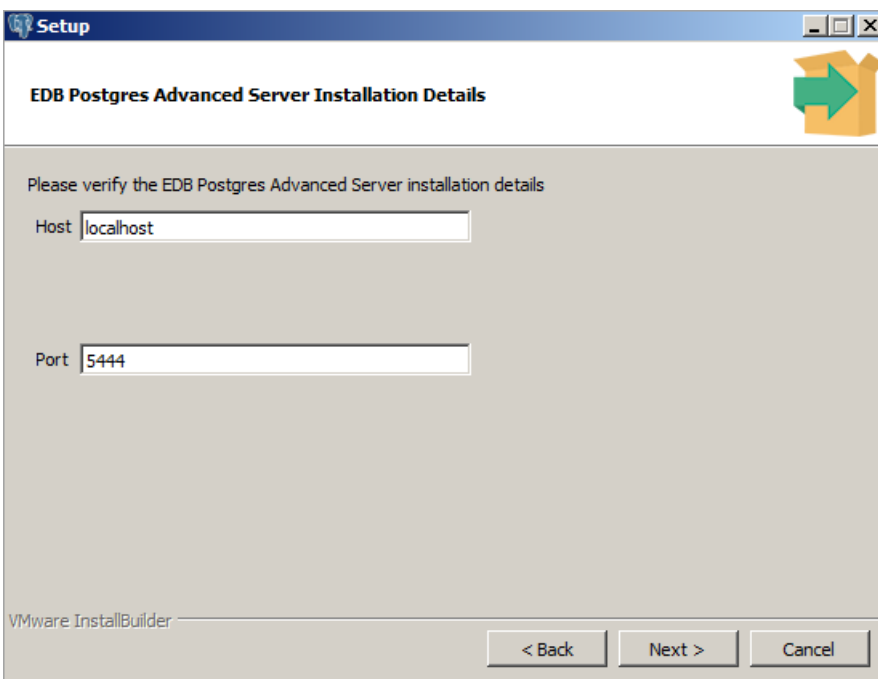 Setup
EDB Postgres Advanced Server Installation Details
Please verify the EDB Postgres Advanced Server installation details
Host localhost
Port 5444
VMware InstallBuilder
< Back Next > Cancel